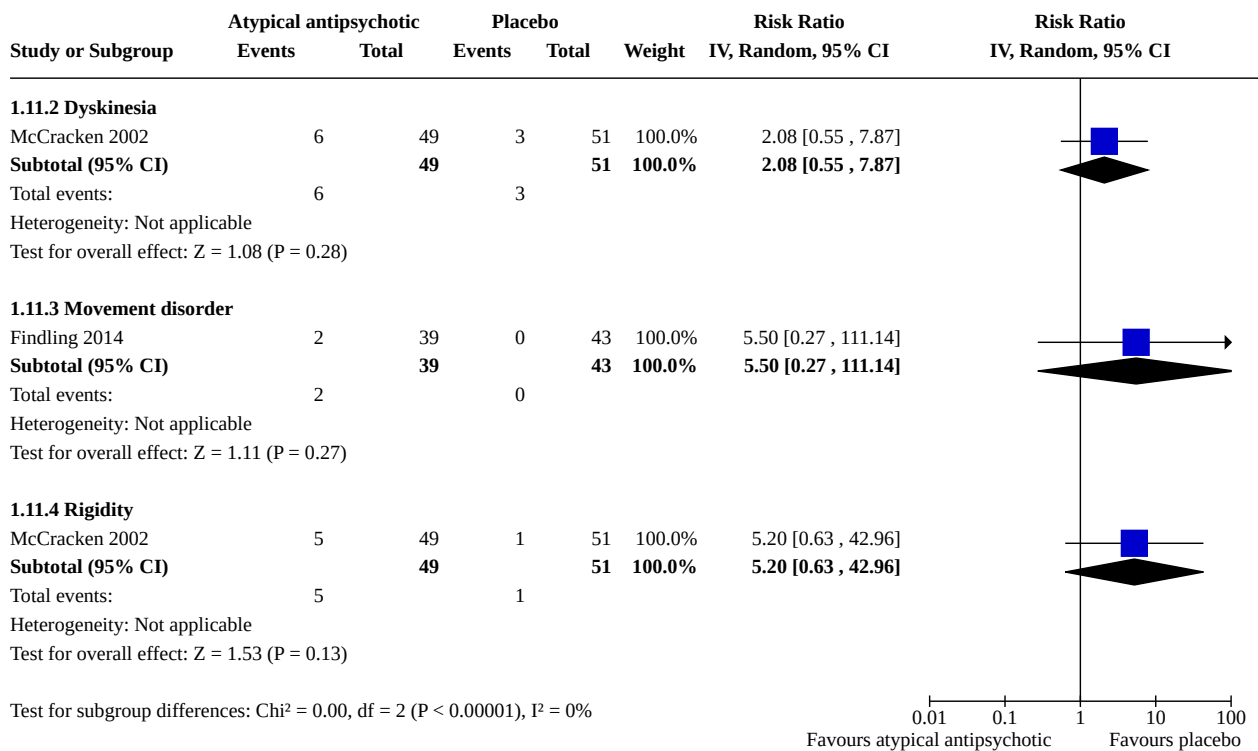 Atypical antipsychotic Placebo Risk Ratio Risk Ratio
Study or Subgroup Events Total Events Total Weight IV, Random, 95% CI IV, Random, 95% CI
1.11.2 Dyskinesia
McCracken 2002 6 49 3 51 100.0% 2.08 [0.55 , 7.87]
Subtotal (95% CI) 49 51 100.0% 2.08 [0.55 , 7.87]
Total events: 6 3
Heterogeneity: Not applicable
Test for overall effect: Z = 1.08 (P = 0.28)
1.11.3 Movement disorder
Findling 2014 2 39 0 43 100.0% 5.50 [0.27 , 111.14]
Subtotal (95% CI) 39 43 100.0% 5.50 [0.27 , 111.14]
Total events: 2 0
Heterogeneity: Not applicable
Test for overall effect: Z = 1.11 (P = 0.27)
1.11.4 Rigidity
McCracken 2002 5 49 1 51 100.0% 5.20 [0.63 , 42.96]
Subtotal (95% CI) 49 51 100.0% 5.20 [0.63 , 42.96]
Total events: 5 1
Heterogeneity: Not applicable
Test for overall effect: Z = 1.53 (P = 0.13)
Test for subgroup differences: Chi² = 0.00, df = 2 (P < 0.00001), I² = 0%
0.01 0.1 1 10 100
Favours atypical antipsychotic Favours placebo